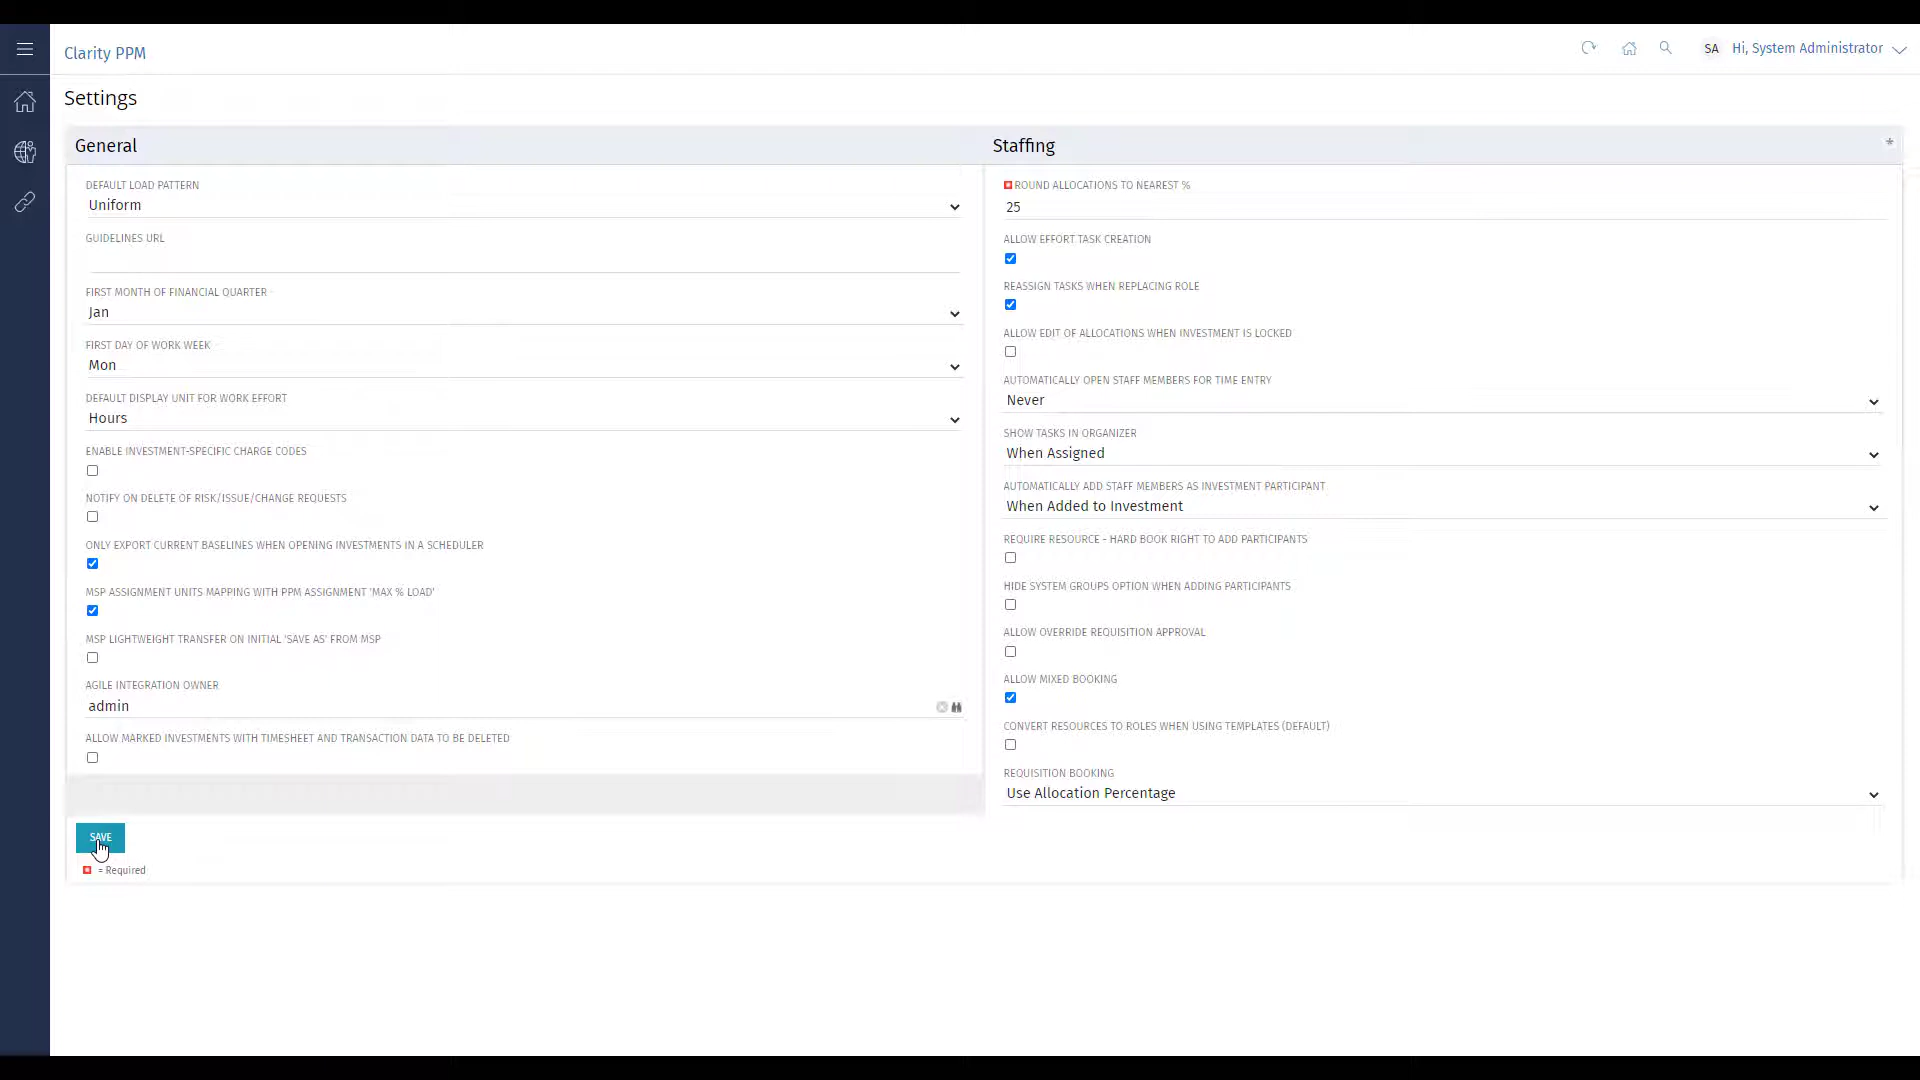 Clarity PPM
SA Hi, System Administrator
Settings
General
DEFAULT LOAD PATTERN
Uniform
GUIDELINES URL
FIRST MONTH OF FINANCIAL QUARTER
Jan
FIRST DAY OF WORK WEEK
Mon
DEFAULT DISPLAY UNIT FOR WORK EFFORT
Hours
ENABLE INVESTMENT-SPECIFIC CHARGE CODES
NOTIFY ON DELETE OF RISK/ISSUE/CHANGE REQUESTS
ONLY EXPORT CURRENT BASELINES WHEN OPENING INVESTMENTS IN A SCHEDULER
MSP ASSIGNMENT UNITS MAPPING WITH PPM ASSIGNMENT 'MAX % LOAD'
MSP LIGHTWEIGHT TRANSFER ON INITIAL 'SAVE AS' FROM MSP
AGILE INTEGRATION OWNER
admin
ALLOW MARKED INVESTMENTS WITH TIMESHEET AND TRANSACTION DATA TO BE DELETED
Staffing
ROUND ALLOCATIONS TO NEAREST %
25
ALLOW EFFORT TASK CREATION
REASSIGN TASKS WHEN REPLACING ROLE
ALLOW EDIT OF ALLOCATIONS WHEN INVESTMENT IS LOCKED
AUTOMATICALLY OPEN STAFF MEMBERS FOR TIME ENTRY
Never
SHOW TASKS IN ORGANIZER
When Assigned
AUTOMATICALLY ADD STAFF MEMBERS AS INVESTMENT PARTICIPANT
When Added to Investment
REQUIRE RESOURCE - HARD BOOK RIGHT TO ADD PARTICIPANTS
HIDE SYSTEM GROUPS OPTION WHEN ADDING PARTICIPANTS
ALLOW OVERRIDE REQUISITION APPROVAL
ALLOW MIXED BOOKING
CONVERT RESOURCES TO ROLES WHEN USING TEMPLATES (DEFAULT)
REQUISITION BOOKING
Use Allocation Percentage
SAVE
= Required